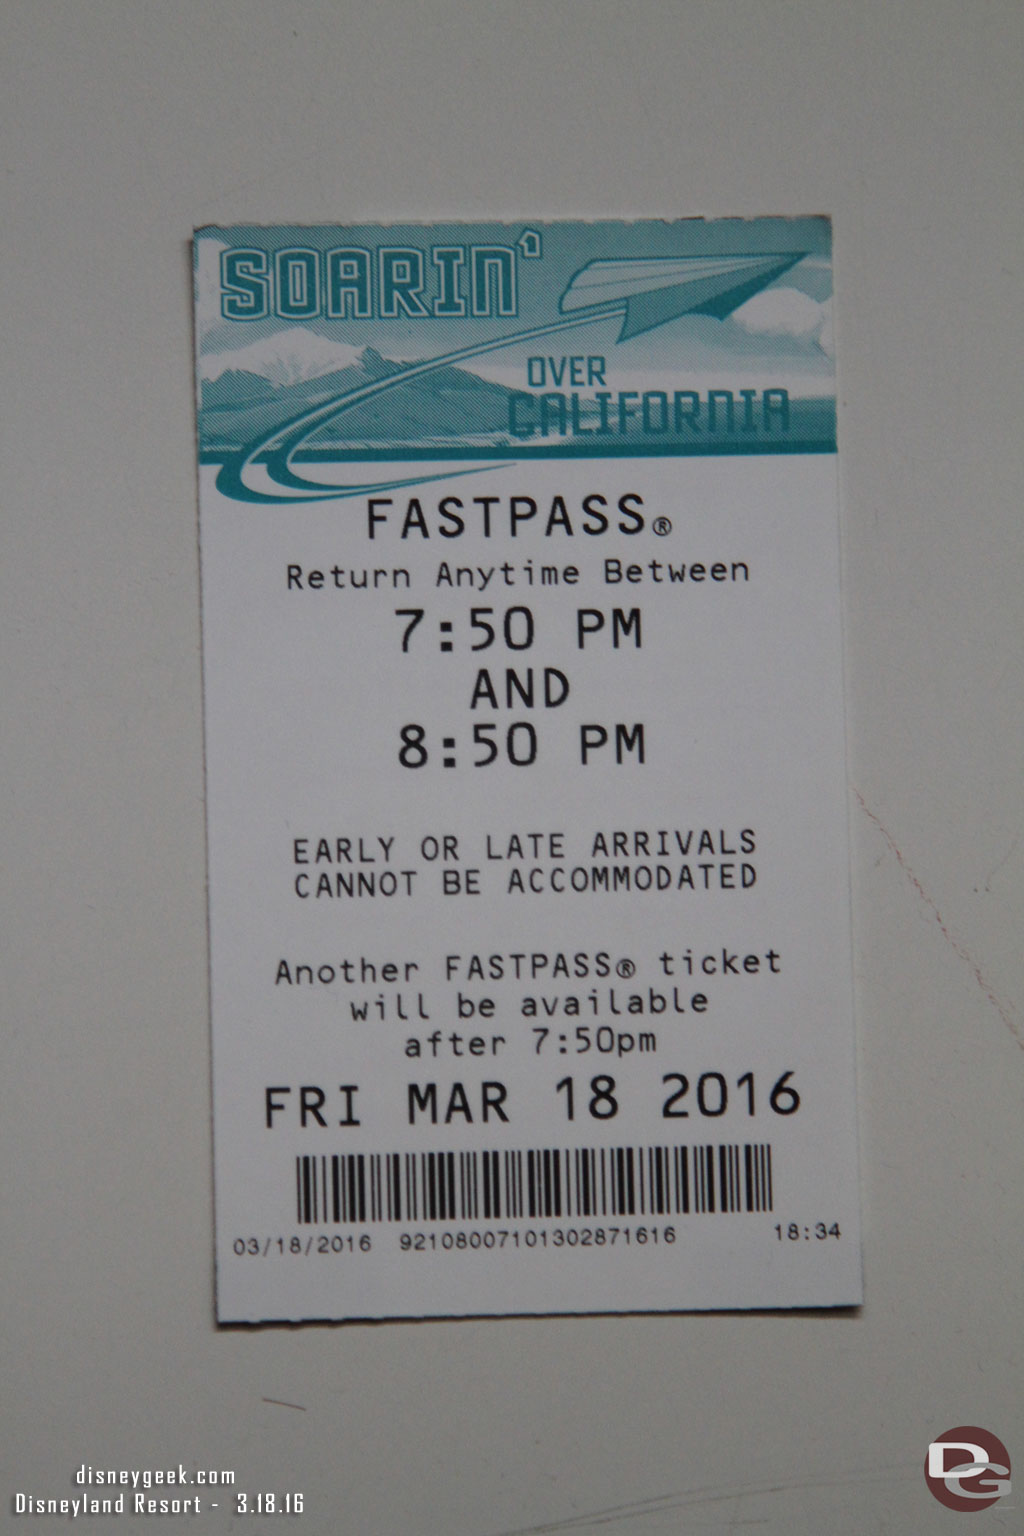 SOARIN'
OVER
CALIFORNIA
FASTPASS®
Return Anytime Between
7:50 PM
AND
8:50 PM
EARLY OR LATE ARRIVALS
CANNOT BE ACCOMMODATED
Another FASTPASS® ticket
will be available
after 7:50pm
FRI MAR 18 2016
03/18/2016 92108007101302871616 18:34
disneygeek.com
Disneyland Resort - 3.18.16
DG